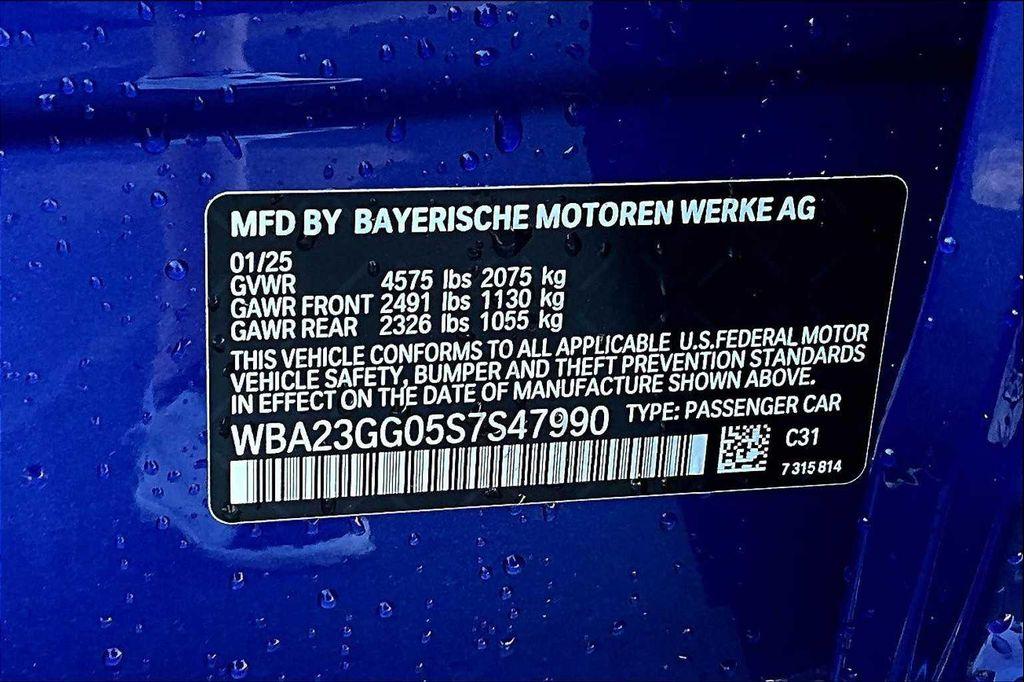 MFD BY BAYERISCHE MOTOREN WERKE AG
01/25
GVWR 4575 lbs 2075 kg
GAWR FRONT 2491 lbs 1130 kg
GAWR REAR 2326 lbs 1055 kg
THIS VEHICLE CONFORMS TO ALL APPLICABLE U.S.FEDERAL MOTOR
VEHICLE SAFETY, BUMPER AND THEFT PREVENTION STANDARDS
IN EFFECT ON THE DATE OF MANUFACTURE SHOWN ABOVE.
WBA23GG05S7S47990 TYPE: PASSENGER CAR
C31
7 315 814